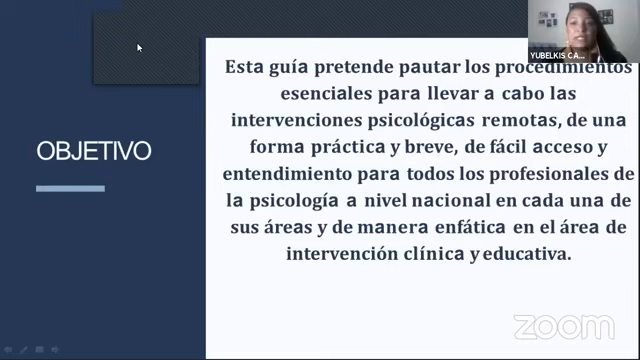 YUBELKIS CA...
OBJETIVO
Esta guía pretende pautar los procedimientos
esenciales para llevar a cabo las
intervenciones psicológicas remotas, de una
forma práctica y breve, de fácil acceso y
entendimiento para todos los profesionales de
la psicología a nivel nacional en cada una de
sus áreas y de manera enfática en el área de
intervención clínica y educativa.
zoom